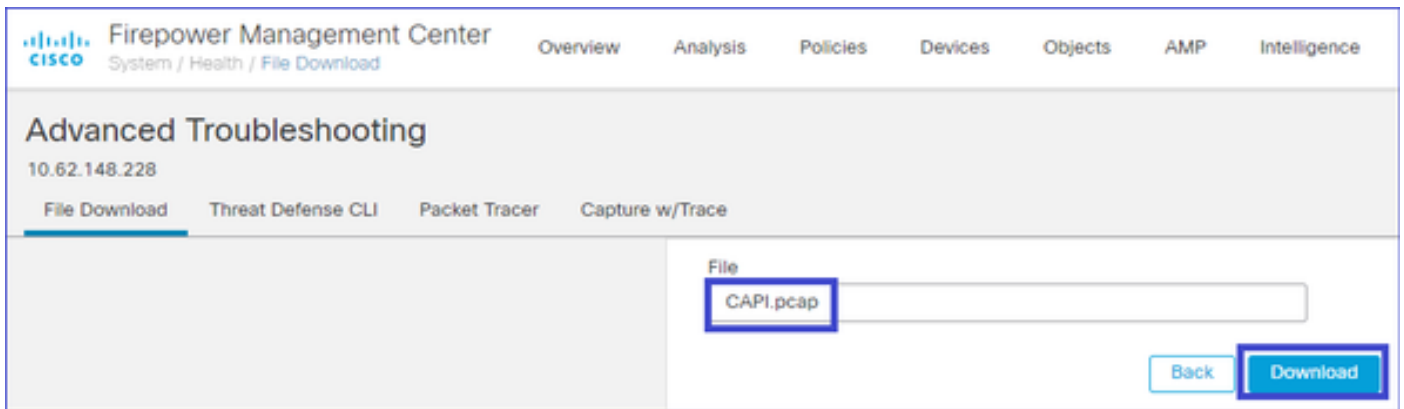 Firepower Management Center
CISCO
System / Health / File Download
Overview Analysis Policies Devices Objects AMP Intelligence
Advanced Troubleshooting
10.62.148.228
File Download Threat Defense CLI Packet Tracer Capture w/Trace
File
CAPI.pcap
Back Download